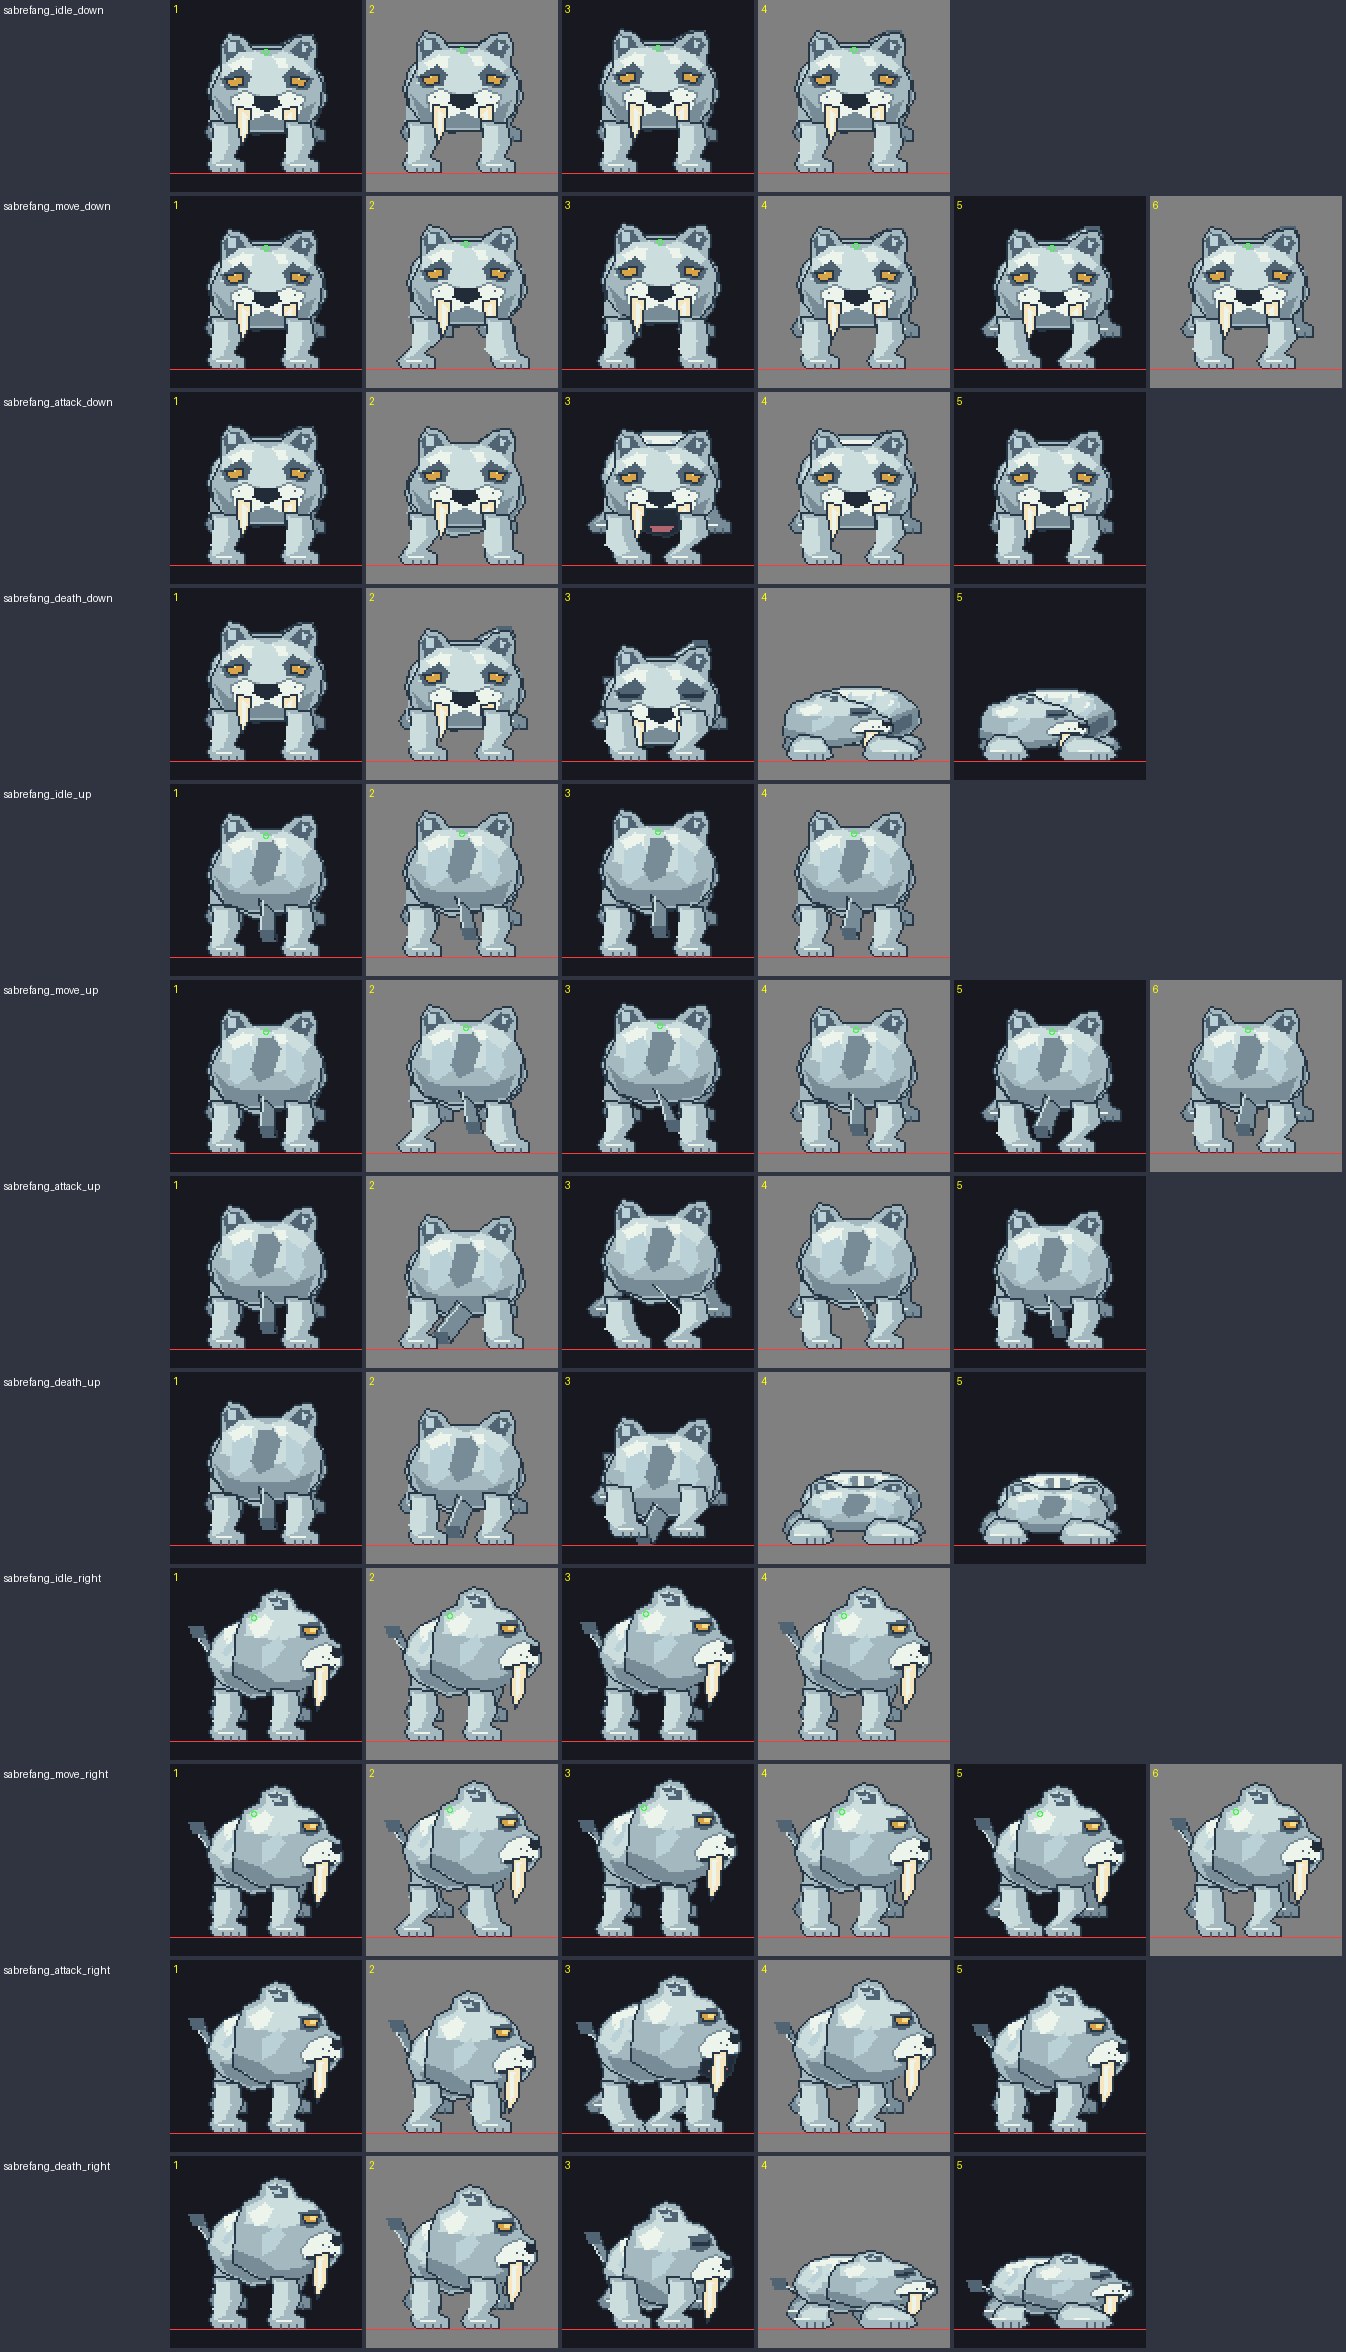 sabrefang_idle_down 1 2 3 4
sabrefang_move_down 1 2 3 4 5 6
sabrefang_attack_down 1 2 3 4 5
sabrefang_death_down 1 2 3 4 5
sabrefang_idle_up 1 2 3 4
sabrefang_move_up 1 2 3 4 5 6
sabrefang_attack_up 1 2 3 4 5
sabrefang_death_up 1 2 3 4 5
sabrefang_idle_right 1 2 3 4
sabrefang_move_right 1 2 3 4 5 6
sabrefang_attack_right 1 2 3 4 5
sabrefang_death_right 1 2 3 4 5